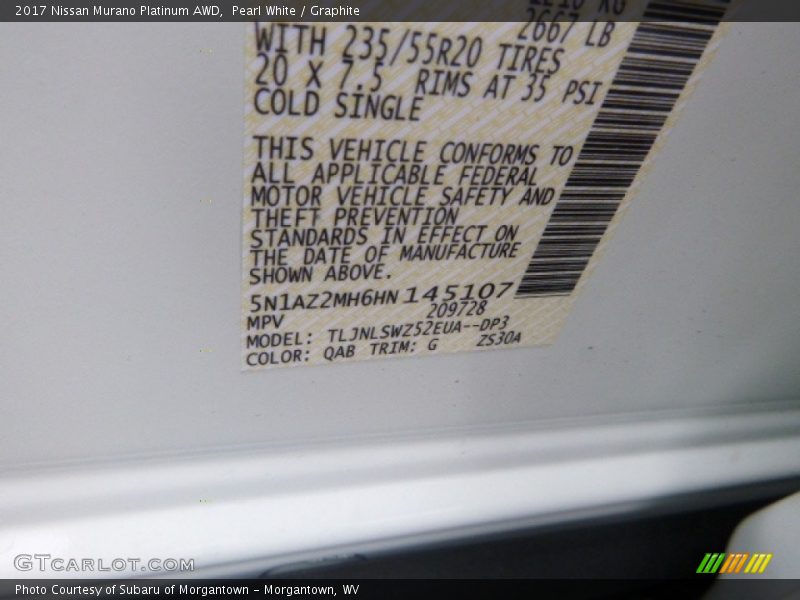 2017 Nissan Murano Platinum AWD, Pearl White / Graphite
2667 LB
WITH 235/55R20 TIRES
20 X 7.5 RIMS AT 35 PSI
COLD SINGLE
THIS VEHICLE CONFORMS TO
ALL APPLICABLE FEDERAL
MOTOR VEHICLE SAFETY AND
THEFT PREVENTION
STANDARDS IN EFFECT ON
THE DATE OF MANUFACTURE
SHOWN ABOVE.
5N1AZ2MH6HN145107
MPV 209728
MODEL: TLJNLSWZ52EUA--DP3
COLOR: QAB TRIM: G ZS30A
GTCARLOT.COM
Photo Courtesy of Subaru of Morgantown - Morgantown, WV